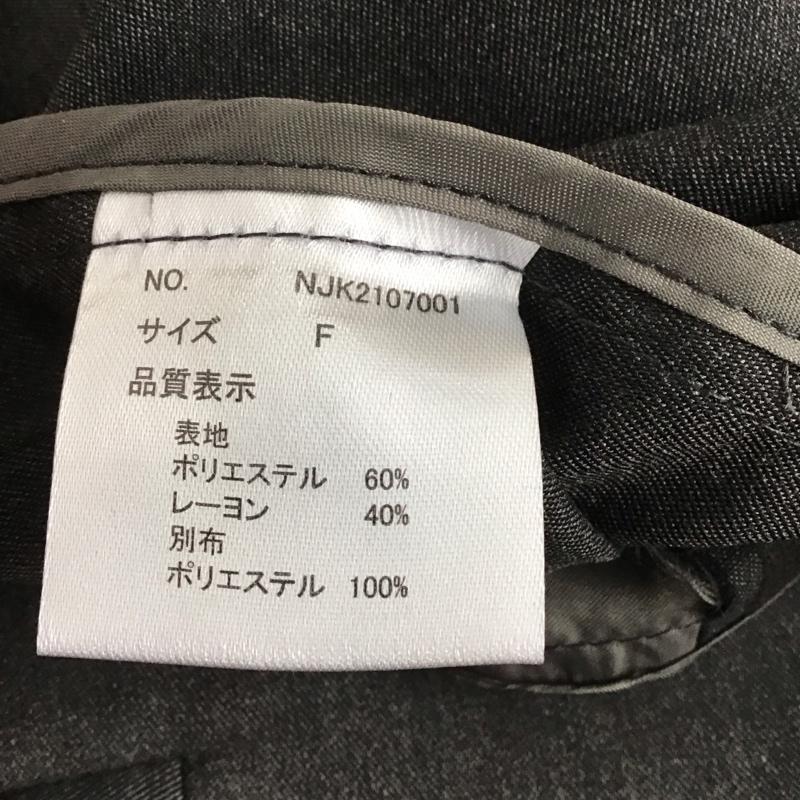 NO. NJK2107001
サイズ F
品質表示
表地
ポリエステル 60%
レーヨン 40%
別布
ポリエステル 100%